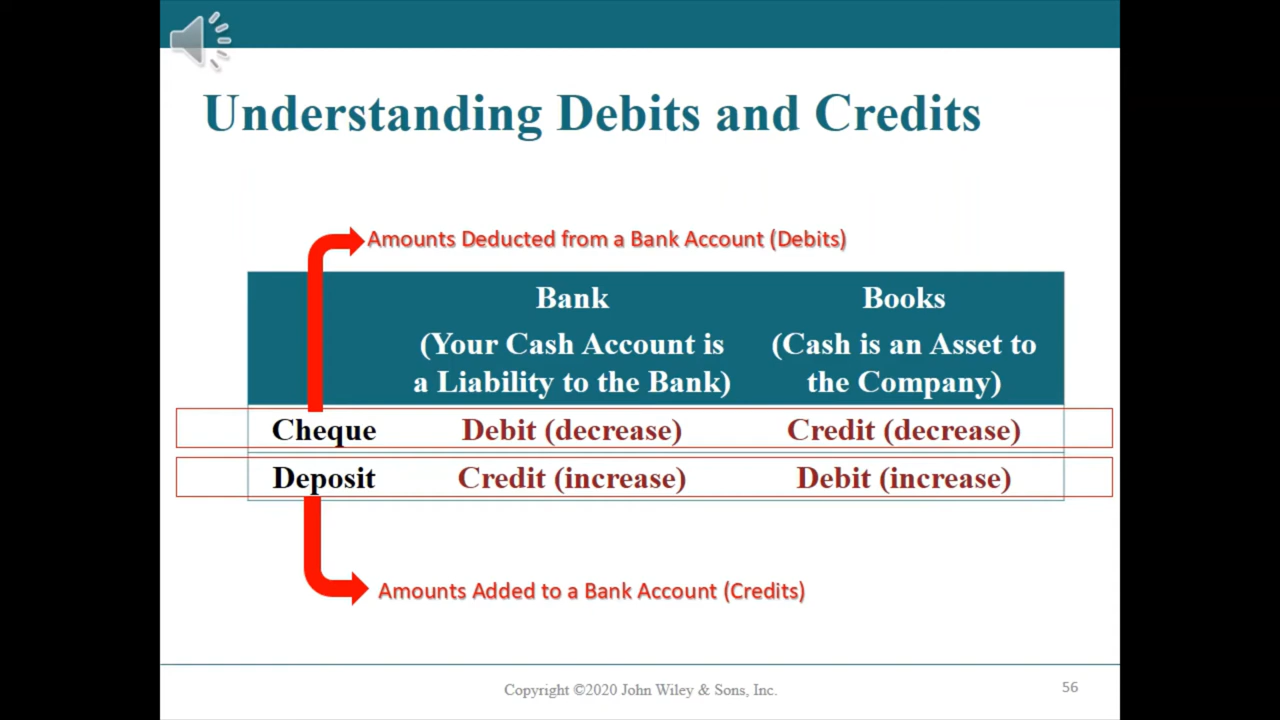 Understanding Debits and Credits
Amounts Deducted from a Bank Account (Debits)
Bank Books
(Your Cash Account is (Cash is an Asset to
a Liability to the Bank) the Company)
Cheque Debit (decrease) Credit (decrease)
Deposit Credit (increase) Debit (increase)
Amounts Added to a Bank Account (Credits)
Copyright ©2020 John Wiley & Sons, Inc. 56